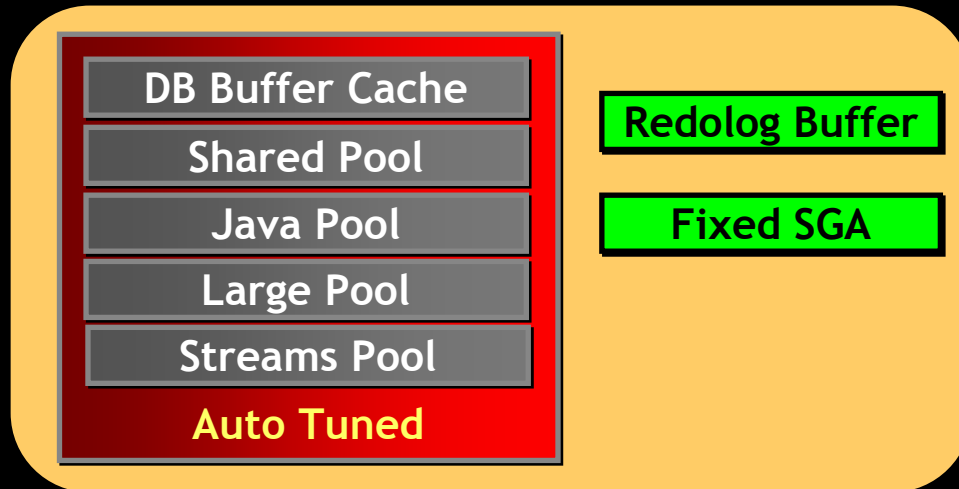 DB Buffer Cache
Shared Pool
Java Pool
Large Pool
Streams Pool
Auto Tuned
Redolog Buffer
Fixed SGA